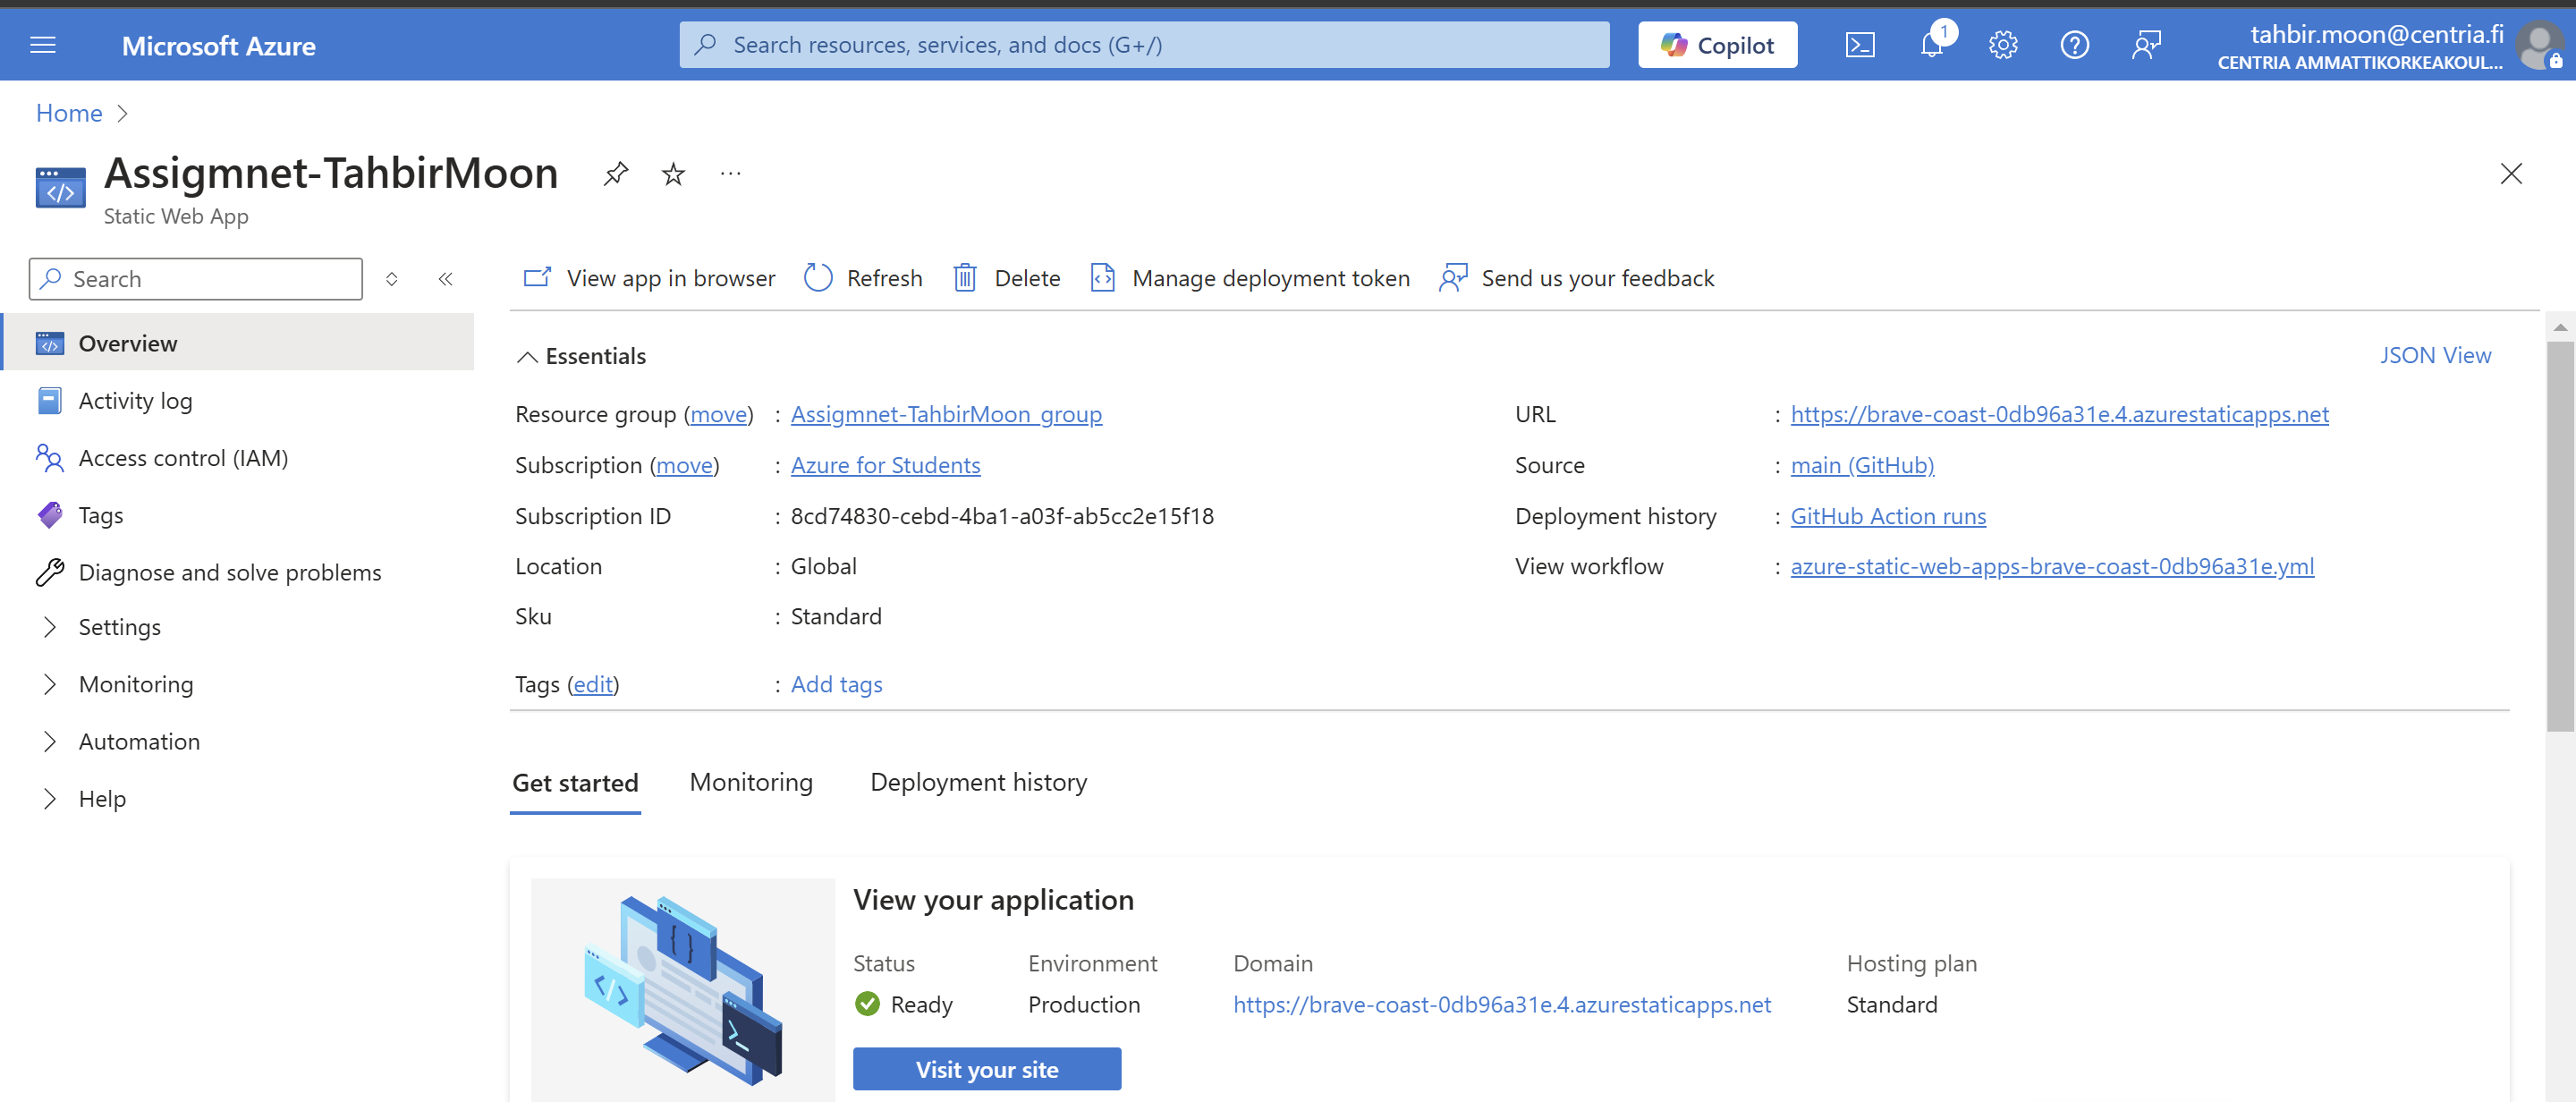 Microsoft Azure
Search resources, services, and docs (G+/)
Copilot
1
tahbir.moon@centria.fi
CENTRIA AMMATTIKORKEAKOUL...
Home
Assigmnet-TahbirMoon
Static Web App
Search
View app in browser
Refresh
Delete
Manage deployment token
Send us your feedback
Overview
Activity log
Access control (IAM)
Tags
Diagnose and solve problems
Settings
Monitoring
Automation
Help
Essentials
JSON View
Resource group (move) : Assigmnet-TahbirMoon_group
Subscription (move) : Azure for Students
Subscription ID : 8cd74830-cebd-4ba1-a03f-ab5cc2e15f18
Location : Global
Sku : Standard
Tags (edit) : Add tags
URL : https://brave-coast-0db96a31e.4.azurestaticapps.net
Source : main (GitHub)
Deployment history : GitHub Action runs
View workflow : azure-static-web-apps-brave-coast-0db96a31e.yml
Get started
Monitoring
Deployment history
View your application
Status
Ready
Environment
Production
Domain
https://brave-coast-0db96a31e.4.azurestaticapps.net
Hosting plan
Standard
Visit your site